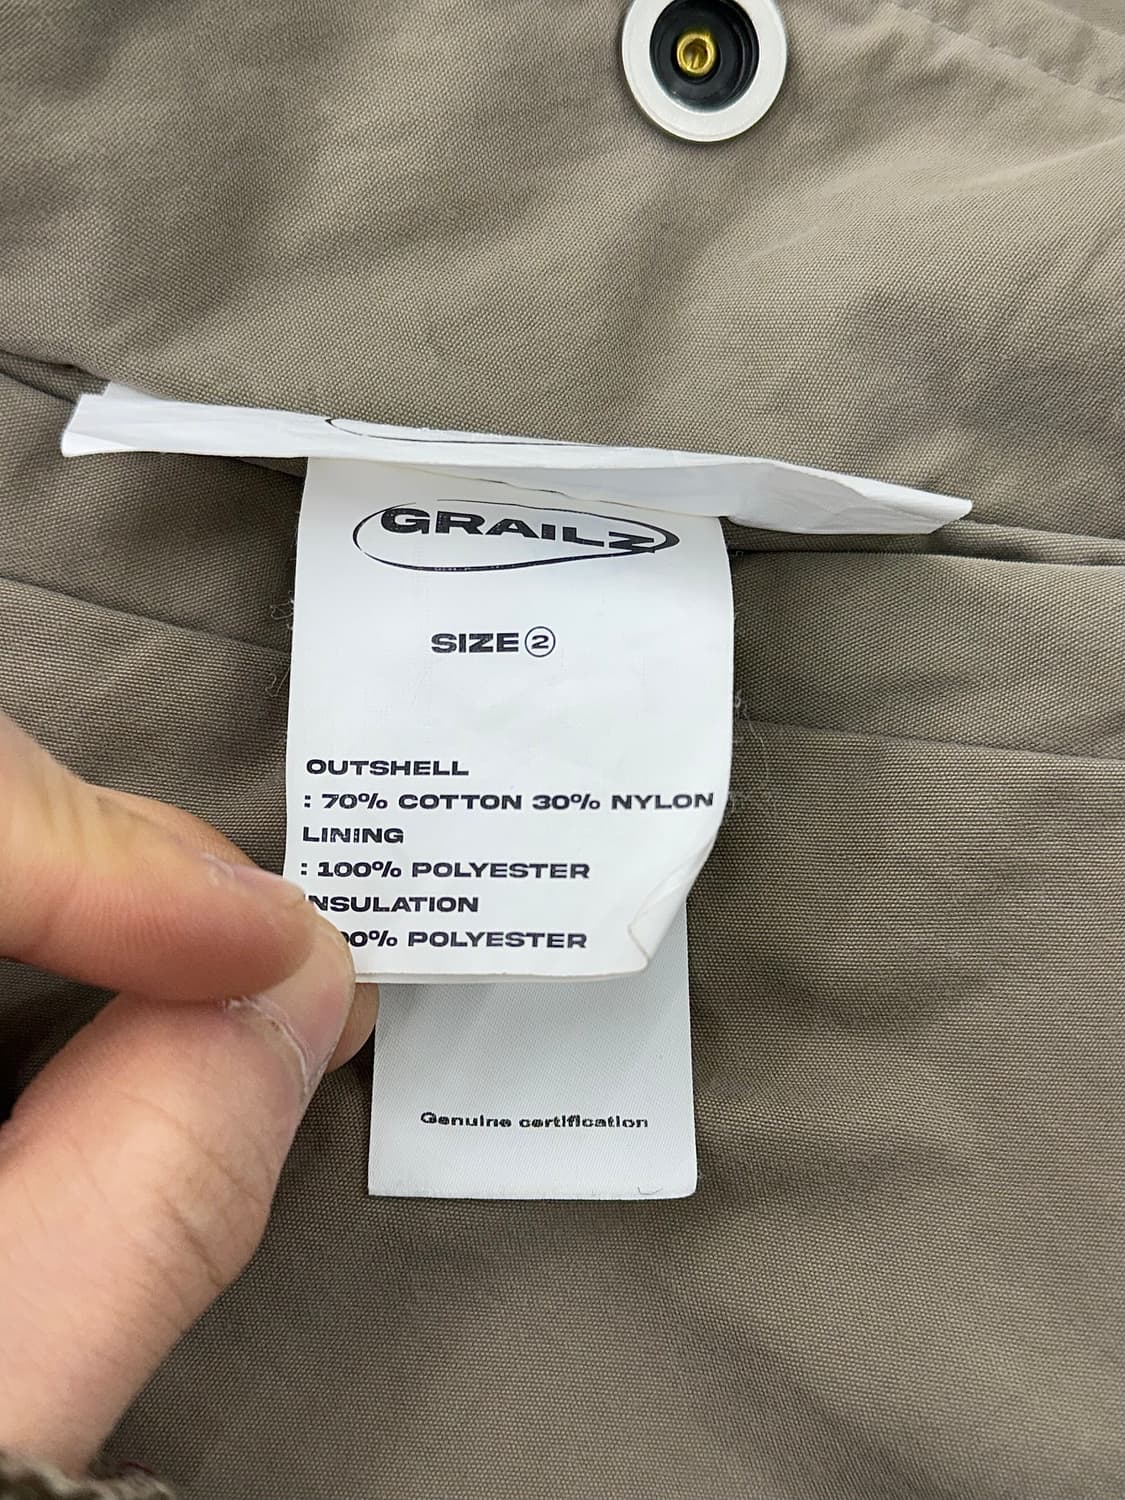 GRAILZ
SIZE ②
OUTSHELL
: 70% COTTON 30% NYLON
LINING
: 100% POLYESTER
NSULATION
00% POLYESTER
Genuine certification